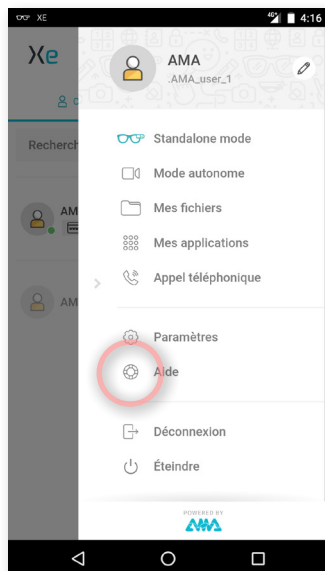 XE
4G
4:16
Xe
AMA
.AMA_user_1
Recherch
Standalone mode
Mode autonome
Mes fichiers
AM
Mes applications
Appel téléphonique
AM
Paramètres
Aide
Déconnexion
Éteindre
POWERED BY
AMA